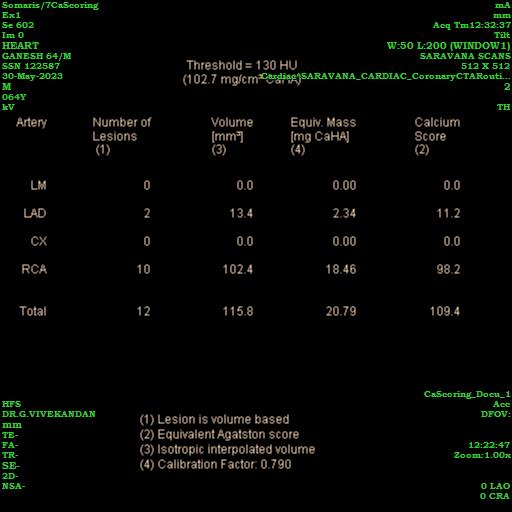 Somaris/7CaScoring
Ex1
Se 602
Im 0
HEART
GANESH 64/M
SSN 122587
30-May-2023
M
064Y
kV
mA
mm
Acq Tm12:32:37
Tilt
W:50 L:200 (WINDOW1)
SARAVANA SCANS
512 X 512
Cardiac^SARAVANA_CARDIAC_CoronaryCTARouti...
2
TH
Threshold = 130 HU
(102.7 mg/cm³ CaHA)
Artery Number of Lesions (1) Volume [mm³] (3) Equiv. Mass [mg CaHA] (4) Calcium Score (2)
LM 0 0.0 0.00 0.0
LAD 2 13.4 2.34 11.2
CX 0 0.0 0.00 0.0
RCA 10 102.4 18.46 98.2
Total 12 115.8 20.79 109.4
(1) Lesion is volume based
(2) Equivalent Agatston score
(3) Isotropic interpolated volume
(4) Calibration Factor: 0.790
HFS
DR.G.VIVEKANDAN
mm
TE-
FA-
TR-
SE-
2D-
NSA-
CaScoring_Docu_1
Acc
DFOV:
12:22:47
Zoom:1.00x
0 LAO
0 CRA